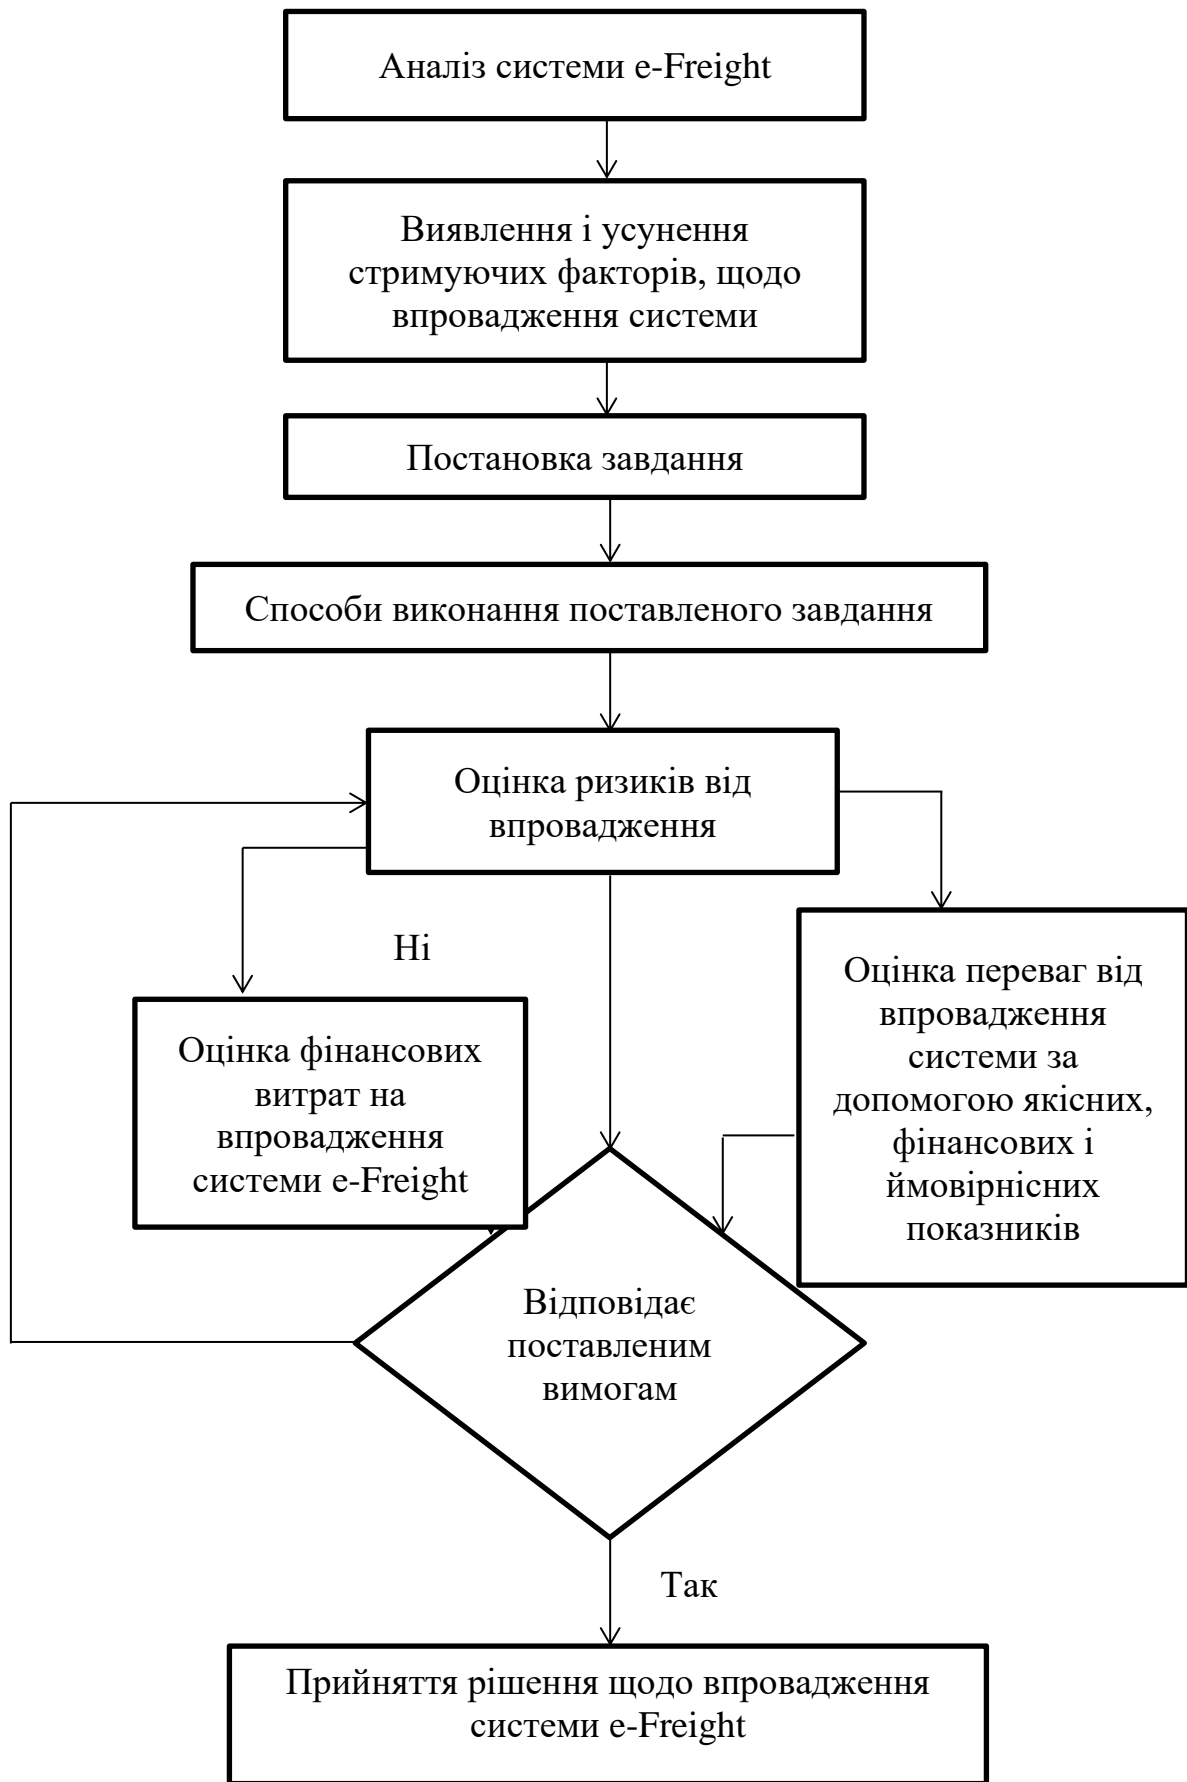 Аналіз системи e-Freight
Виявлення і усунення
стримуючих факторів, щодо
впровадження системи
Постановка завдання
Способи виконання поставленого завдання
Оцінка ризиків від
впровадження
Ні
Оцінка фінансових
витрат на
впровадження
системи e-Freight
Оцінка переваг від
впровадження
системи за
допомогою якісних,
фінансових і
ймовірнісних
показників
Відповідає
поставленим
вимогам
Так
Прийняття рішення щодо впровадження
системи e-Freight